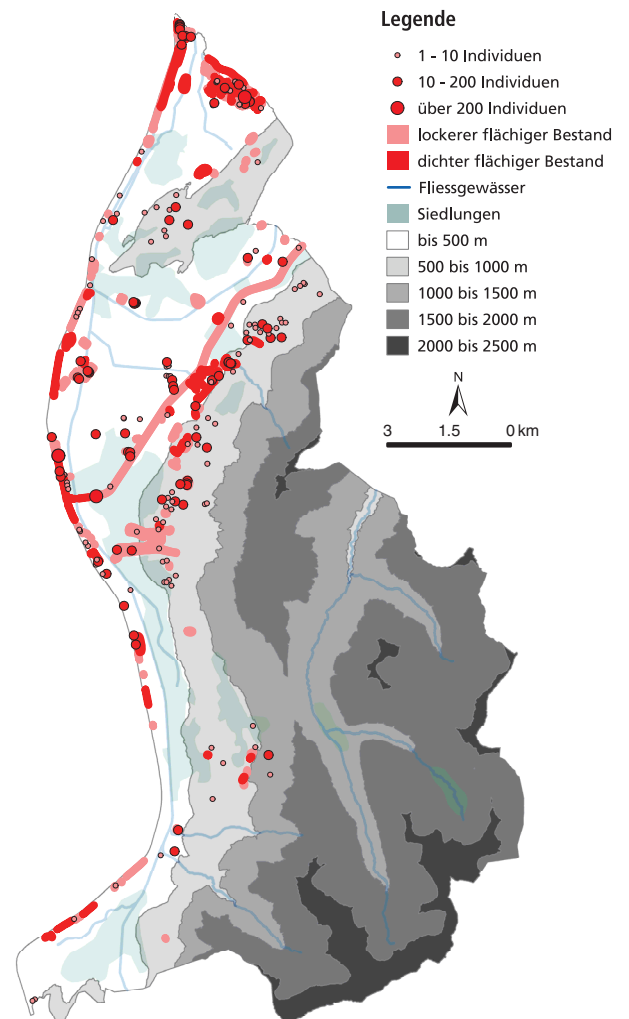 Legende
1 - 10 Individuen
10 - 200 Individuen
über 200 Individuen
lockerer flächiger Bestand
dichter flächiger Bestand
Fliessgewässer
Siedlungen
bis 500 m
500 bis 1000 m
1000 bis 1500 m
1500 bis 2000 m
2000 bis 2500 m
N
3 1.5 0 km